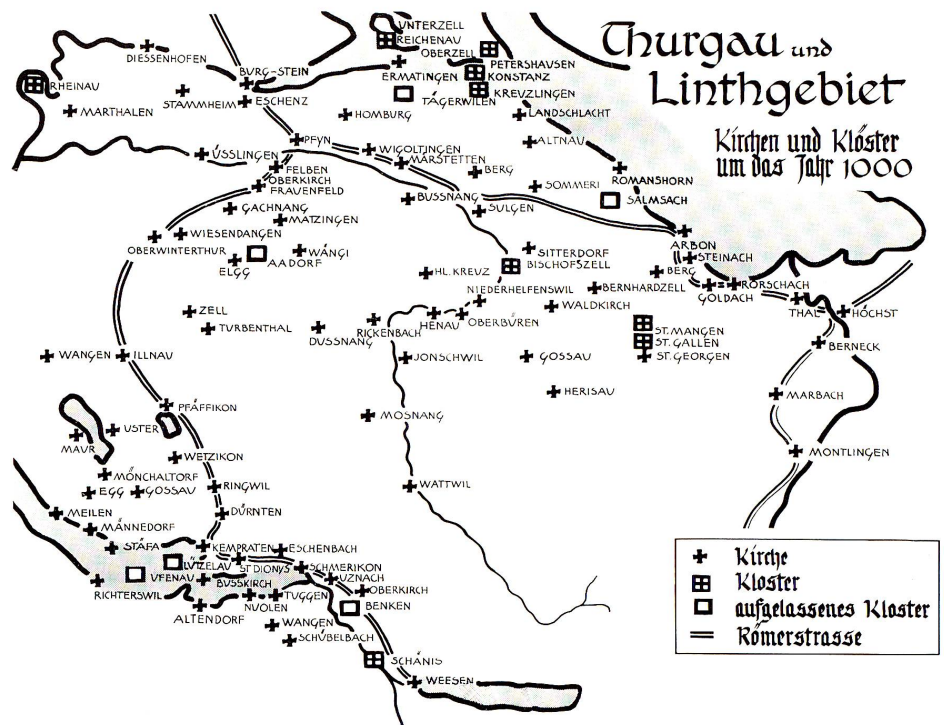 Thurgau und
Linthgebiet
Kirchen und Klöster
um das Jahr 1000
UNTERZELL
REICHENAU
OBERZELL
DIESSENHOFEN
PETERSHAUSEN
BURG-STEIN
ERMATINGEN
KONSTANZ
RHEINAU
KREUZLINGEN
STAMMHEIM
ESCHENZ
TÄGERWILEN
MARTHALEN
HOMBURG
LANDSCHLACHT
PFYN
ALTNAU
WIGOLTINGEN
ÜSSLINGEN
MÄRSTETTEN
FELBEN
BERG
ROMANSHORN
OBERKIRCH
FRAUENFELD
SOMMERI
BUSSNANG
SALMSACH
GACHNANG
SULGEN
MATZINGEN
WIESENDANGEN
ARBON
OBERWINTERTHUR
WÄNGI
SITTERDORF
STEINACH
ELGG
AADORF
BISCHOFSZELL
HL. KREUZ
BERG
NIEDERHELFENSWIL
BERNHARDZELL
RORSCHACH
GOLDACH
ZELL
WALDKIRCH
THAL
HÖCHST
TURBENTHAL
RICKENBACH
HENAU
OBERBÜREN
DUSSNANG
ST. MANGEN
ST. GALLEN
BERNECK
WANGEN
ILLNAU
JONSCHWIL
GOSSAU
ST. GEORGEN
HERISAU
MARBACH
PFÄFFIKON
MOSNANG
USTER
MAUR
MONTLINGEN
WETZIKON
MÖNCHALTORF
EGG
GOSSAU
RINGWIL
WATTWIL
MEILEN
DÜRNTEN
MÄNNEDORF
STÄFA
KEMPRATEN
ESCHENBACH
LÜTZELAU
ST DIONYS
SCHMERIKON
UFENAU
BUSSKIRCH
UZNACH
RICHTERSWIL
OBERKIRCH
TUGGEN
NUOLEN
BENKEN
ALTENDORF
WANGEN
SCHÜBELBACH
SCHÄNIS
WEESEN
Kirche
Kloster
aufgelassenes Kloster
Römerstrasse